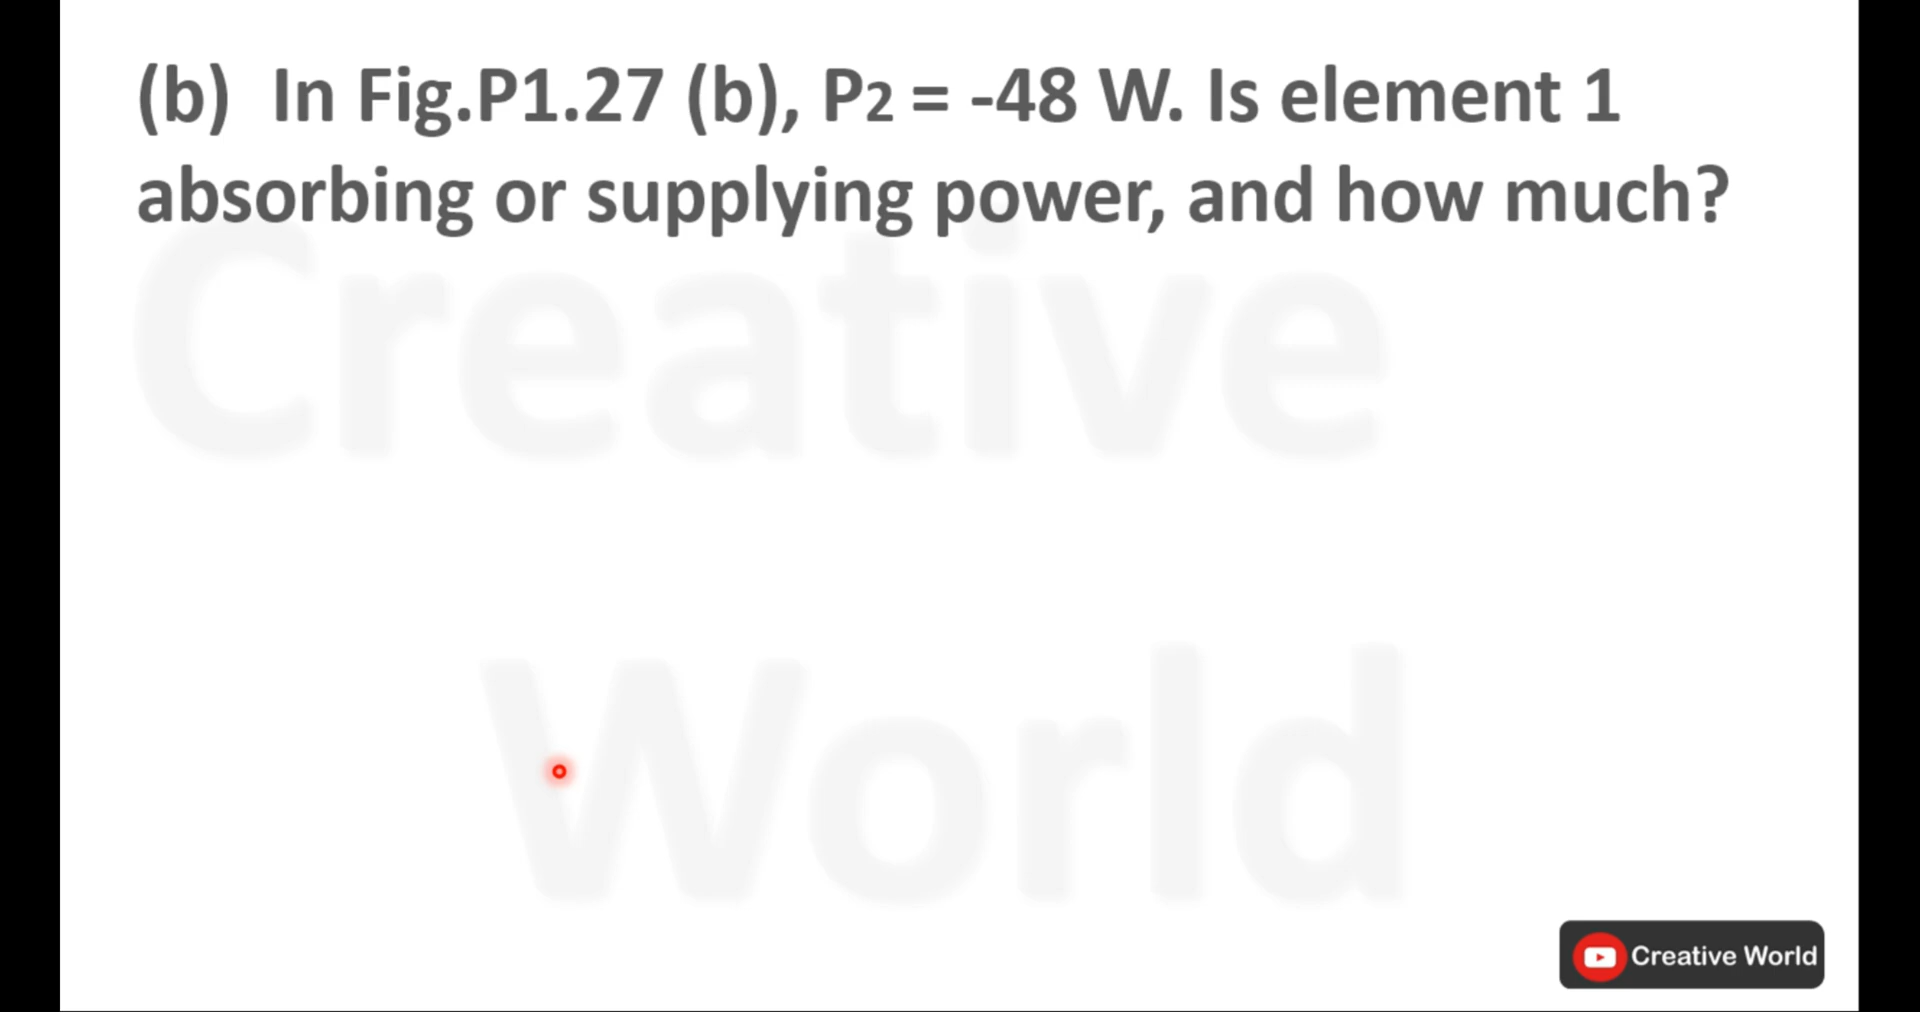 (b) In Fig.P1.27 (b), P2 = -48 W. Is element 1
absorbing or supplying power, and how much?
Creative
World
Creative World